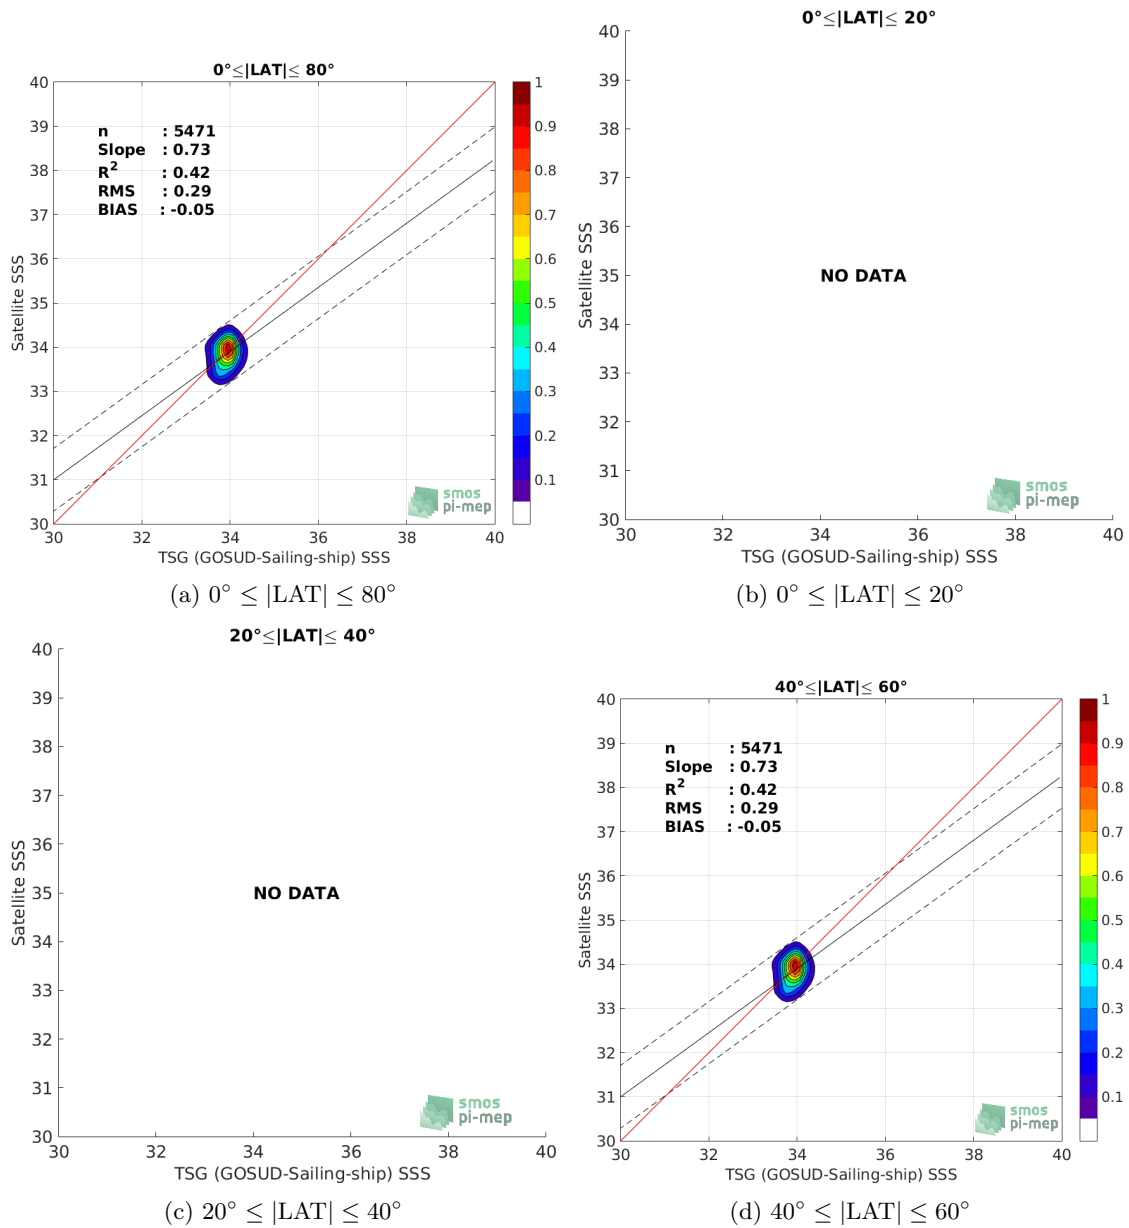 0°≤|LAT|≤ 80°
40
39
38
37
36
35
34
33
32
31
30
Satellite SSS
n : 5471
Slope : 0.73
R² : 0.42
RMS : 0.29
BIAS : -0.05
smos
pi-mep
30 32 34 36 38 40
TSG (GOSUD-Sailing-ship) SSS
1
0.9
0.8
0.7
0.6
0.5
0.4
0.3
0.2
0.1
(a) 0° ≤ |LAT| ≤ 80°
0°≤|LAT|≤ 20°
40
39
38
37
36
35
34
33
32
31
30
Satellite SSS
NO DATA
smos
pi-mep
30 32 34 36 38 40
TSG (GOSUD-Sailing-ship) SSS
(b) 0° ≤ |LAT| ≤ 20°
20°≤|LAT|≤ 40°
40
39
38
37
36
35
34
33
32
31
30
Satellite SSS
NO DATA
smos
pi-mep
30 32 34 36 38 40
TSG (GOSUD-Sailing-ship) SSS
(c) 20° ≤ |LAT| ≤ 40°
40°≤|LAT|≤ 60°
40
39
38
37
36
35
34
33
32
31
30
Satellite SSS
n : 5471
Slope : 0.73
R² : 0.42
RMS : 0.29
BIAS : -0.05
smos
pi-mep
30 32 34 36 38 40
TSG (GOSUD-Sailing-ship) SSS
1
0.9
0.8
0.7
0.6
0.5
0.4
0.3
0.2
0.1
(d) 40° ≤ |LAT| ≤ 60°